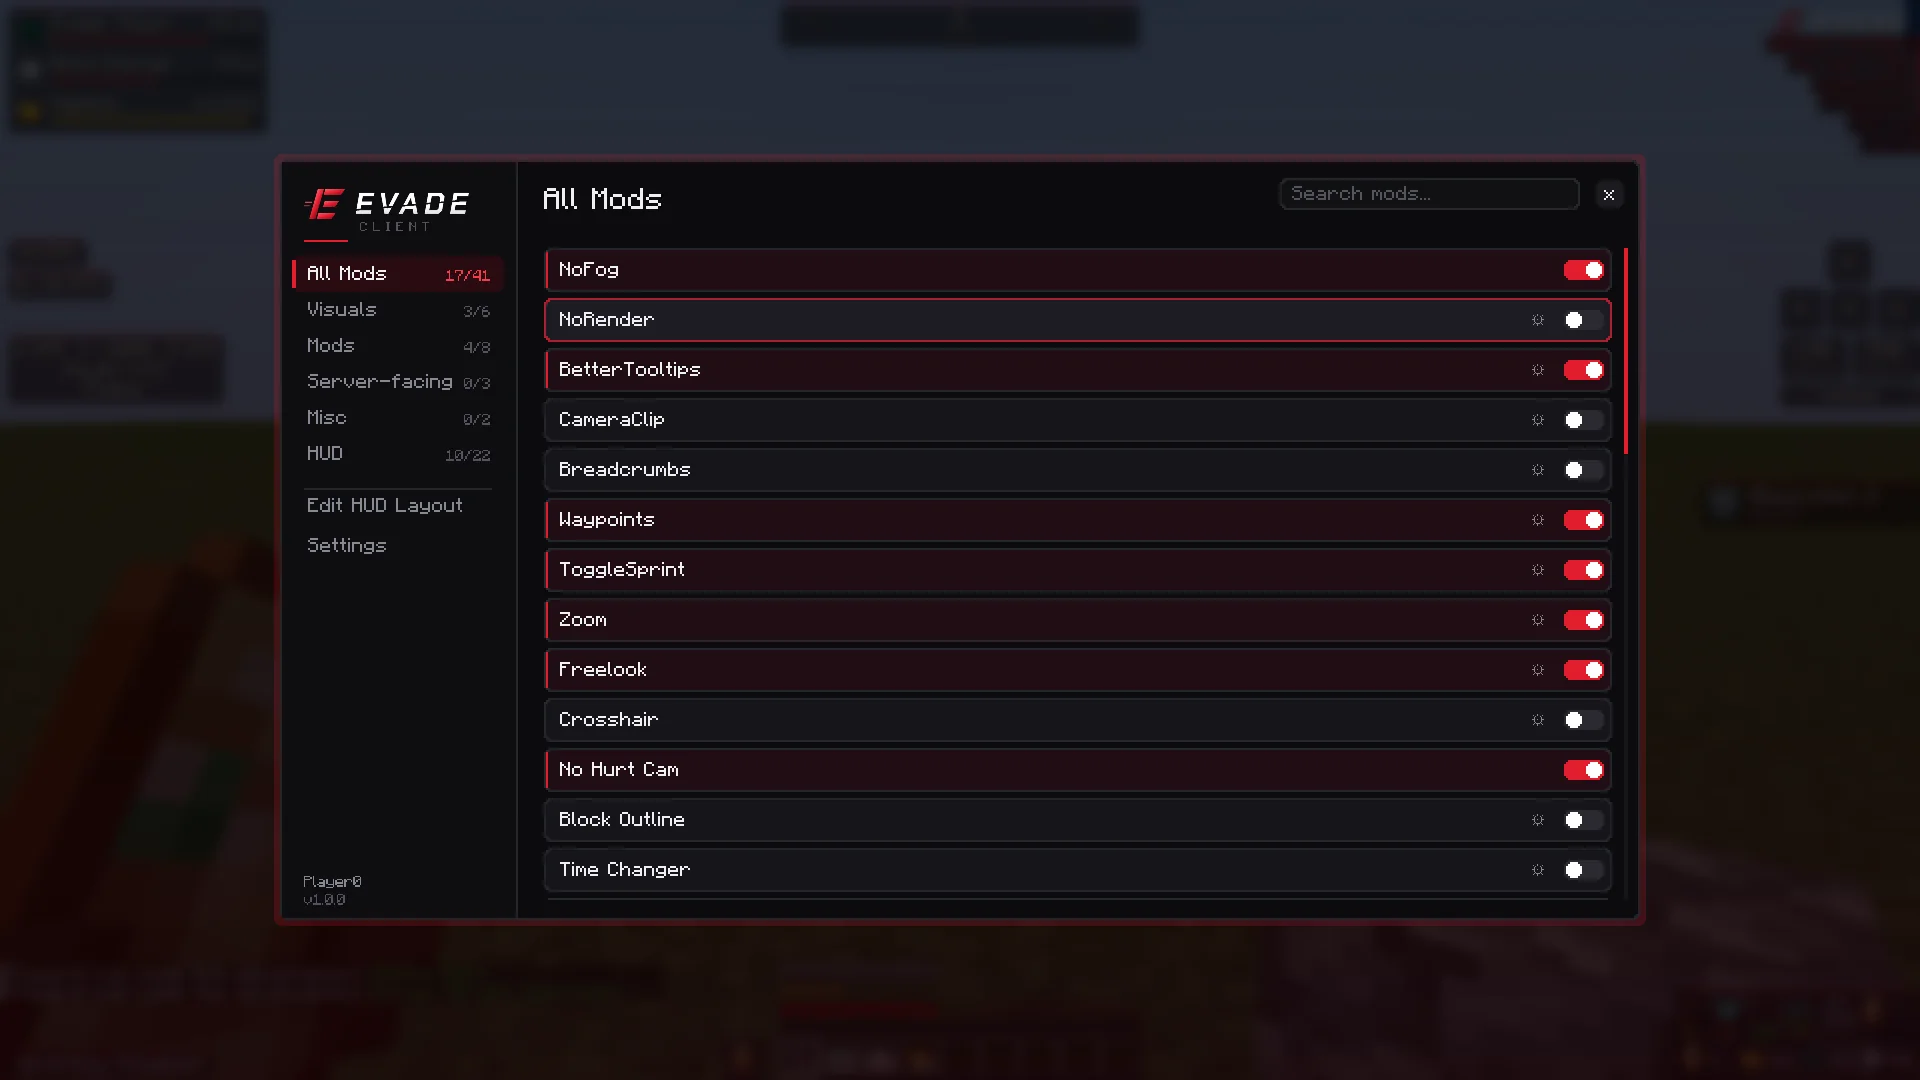 EVADE
CLIENT
All Mods 17/41
Visuals 3/6
Mods 4/8
Server-facing 0/3
Misc 0/2
HUD 10/22
Edit HUD Layout
Settings
Player0
v1.0.0
All Mods
Search mods...
NoFog
NoRender
BetterTooltips
CameraClip
Breadcrumbs
Waypoints
ToggleSprint
Zoom
Freelook
Crosshair
No Hurt Cam
Block Outline
Time Changer